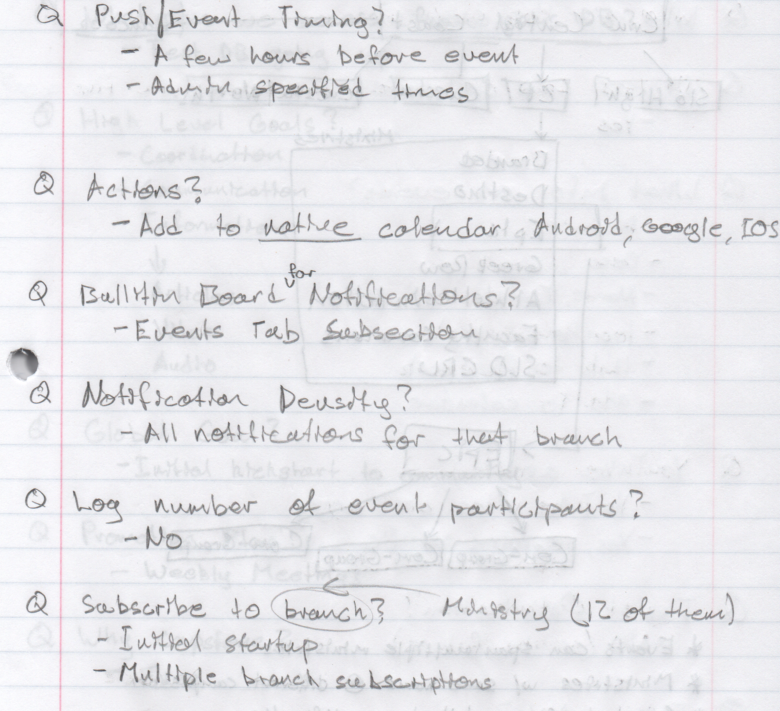 Q Push/Event Timing?
- A few hours before event
- Admin specified times
Q Actions?
- Add to native calendar Android, Google, IOS
Q Bulletin Board for Notifications?
- Events Tab Subsection
Q Notification Density?
- All notifications for that branch
Q Log number of event participants?
- No
Q Subscribe to branch? Ministry (12 of them)
- Initial startup
- Multiple branch subscriptions